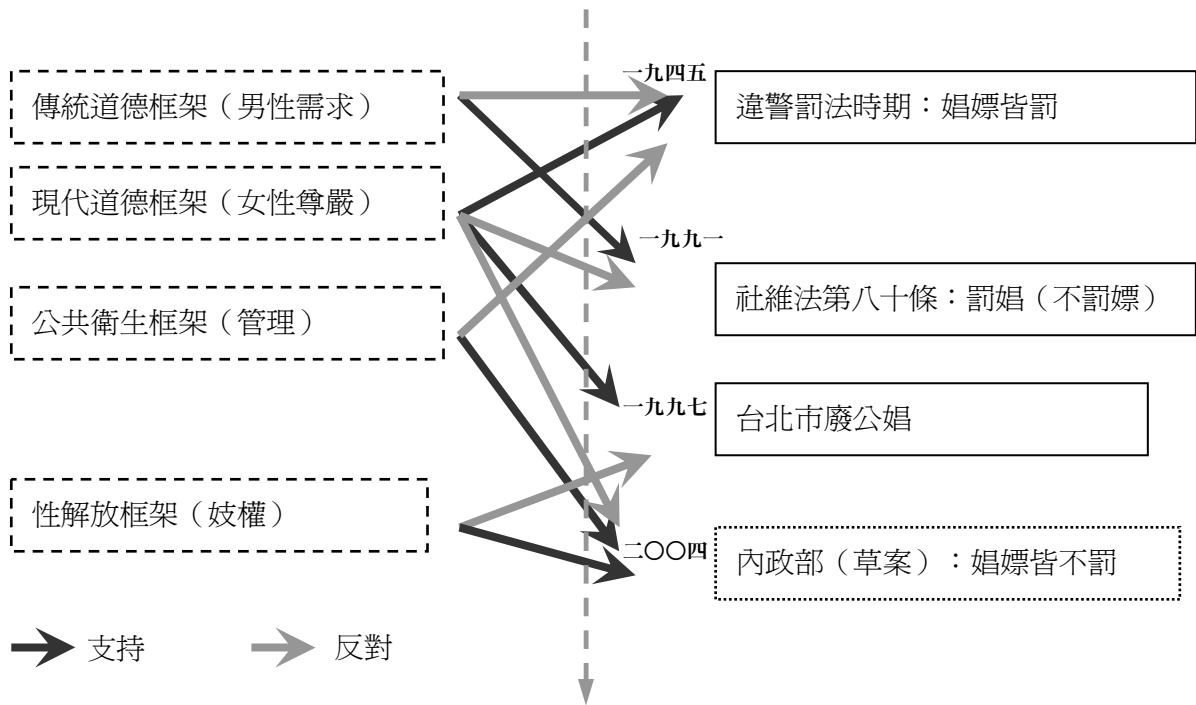 一九四五
傳統道德框架（男性需求）
違警罰法時期：娼嫖皆罰
現代道德框架（女性尊嚴）
一九九一
社維法第八十條：罰娼（不罰嫖）
公共衛生框架（管理）
一九九七
台北市廢公娼
性解放框架（妓權）
二〇〇四
內政部（草案）：娼嫖皆不罰
支持
反對